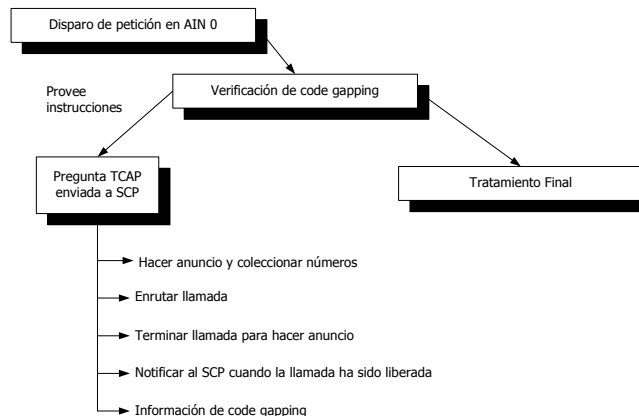 Disparo de petición en AIN 0
Provee
instrucciones
Verificación de code gapping
Pregunta TCAP
enviada a SCP
Tratamiento Final
Hacer anuncio y coleccionar números
Enrutar llamada
Terminar llamada para hacer anuncio
Notificar al SCP cuando la llamada ha sido liberada
Información de code gapping